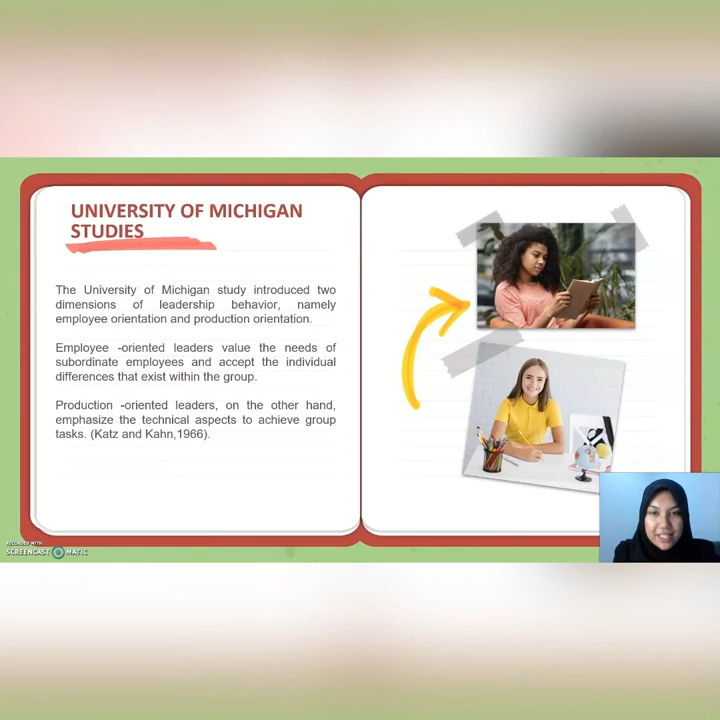 UNIVERSITY OF MICHIGAN
STUDIES
The University of Michigan study introduced two
dimensions of leadership behavior, namely
employee orientation and production orientation.
Employee -oriented leaders value the needs of
subordinate employees and accept the individual
differences that exist within the group.
Production -oriented leaders, on the other hand,
emphasize the technical aspects to achieve group
tasks. (Katz and Kahn,1966).
RECORDED WITH
SCREENCAST MATIC